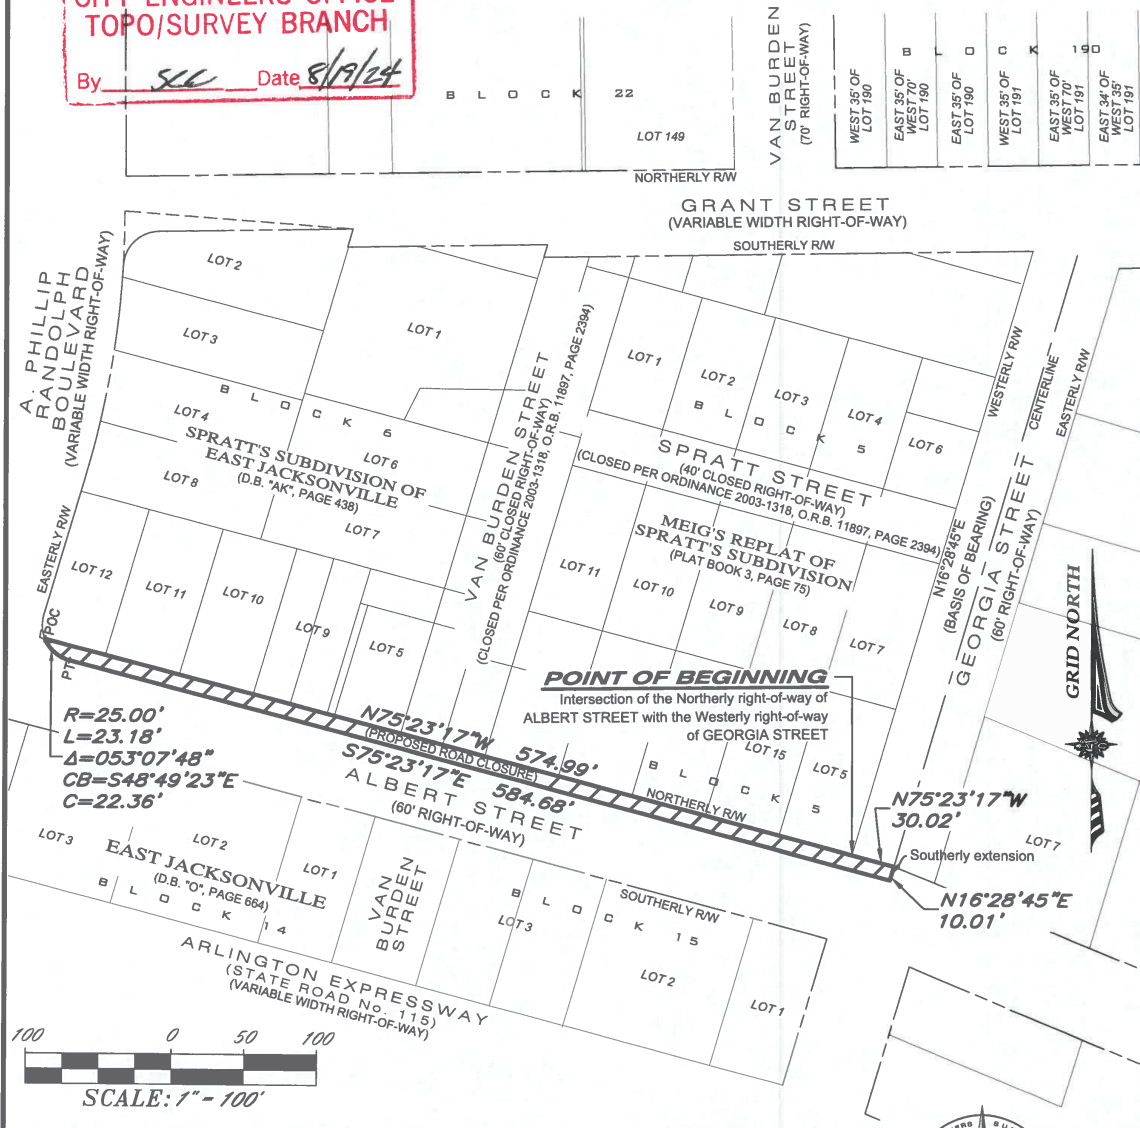 CITY ENGINEERS OFFICE
TOPO/SURVEY BRANCH
By Date 8/19/24
BLOCK 22
LOT 149
NORTHERLY R/W
VAN BURDEN
STREET
(70' RIGHT-OF-WAY)
BLOCK 190
WEST 35' OF
LOT 190
EAST 35' OF
WEST 70'
LOT 190
EAST 35' OF
LOT 190
WEST 35' OF
LOT 191
EAST 35' OF
WEST 70'
LOT 191
EAST 34' OF
WEST 35'
LOT 191
GRANT STREET
(VARIABLE WIDTH RIGHT-OF-WAY)
SOUTHERLY R/W
A. PHILLIP
RANDOLPH
BOULEVARD
(VARIABLE WIDTH RIGHT-OF-WAY)
EASTERLY R/W
LOT 2
LOT 3
LOT 1
BLOCK 6
LOT 4
LOT 6
SPRATT'S SUBDIVISION OF
EAST JACKSONVILLE
(D.B. "AK", PAGE 438)
LOT 8
LOT 7
LOT 12
LOT 11
LOT 10
LOT 9
LOT 5
VAN BURDEN STREET
(60' CLOSED RIGHT-OF-WAY)
(CLOSED PER ORDINANCE 2003-1318, O.R.B. 11897, PAGE 2394)
LOT 1
LOT 2
LOT 3
LOT 4
LOT 6
BLOCK 5
SPRATT STREET
(40' CLOSED RIGHT-OF-WAY)
(CLOSED PER ORDINANCE 2003-1318, O.R.B. 11897, PAGE 2394)
MEIG'S REPLAT OF
SPRATT'S SUBDIVISION
(PLAT BOOK 3, PAGE 75)
LOT 11
LOT 10
LOT 9
LOT 8
LOT 7
WESTERLY R/W
CENTERLINE
EASTERLY R/W
N16°28'45"E
(BASIS OF BEARING)
GEORGIA STREET
(60' RIGHT-OF-WAY)
GRID NORTH
POC
PT
R=25.00'
L=23.18'
Δ=053°07'48"
CB=S48°49'23"E
C=22.36'
POINT OF BEGINNING
Intersection of the Northerly right-of-way of
ALBERT STREET with the Westerly right-of-way
of GEORGIA STREET
N75°23'17"W 574.99'
(PROPOSED ROAD CLOSURE)
S75°23'17"E 584.68'
ALBERT STREET
(60' RIGHT-OF-WAY)
LOT 15
LOT 5
BLOCK 5
NORTHERLY R/W
N75°23'17"W
30.02'
Southerly extension
N16°28'45"E
10.01'
LOT 7
LOT 3
LOT 2
LOT 1
EAST JACKSONVILLE
(D.B. "O", PAGE 664)
BLOCK 14
VAN
BURDEN
STREET
BLOCK 15
LOT 3
SOUTHERLY R/W
LOT 2
LOT 1
ARLINGTON EXPRESSWAY
(STATE ROAD No. 115)
(VARIABLE WIDTH RIGHT-OF-WAY)
100 0 50 100
SCALE: 1" = 100'